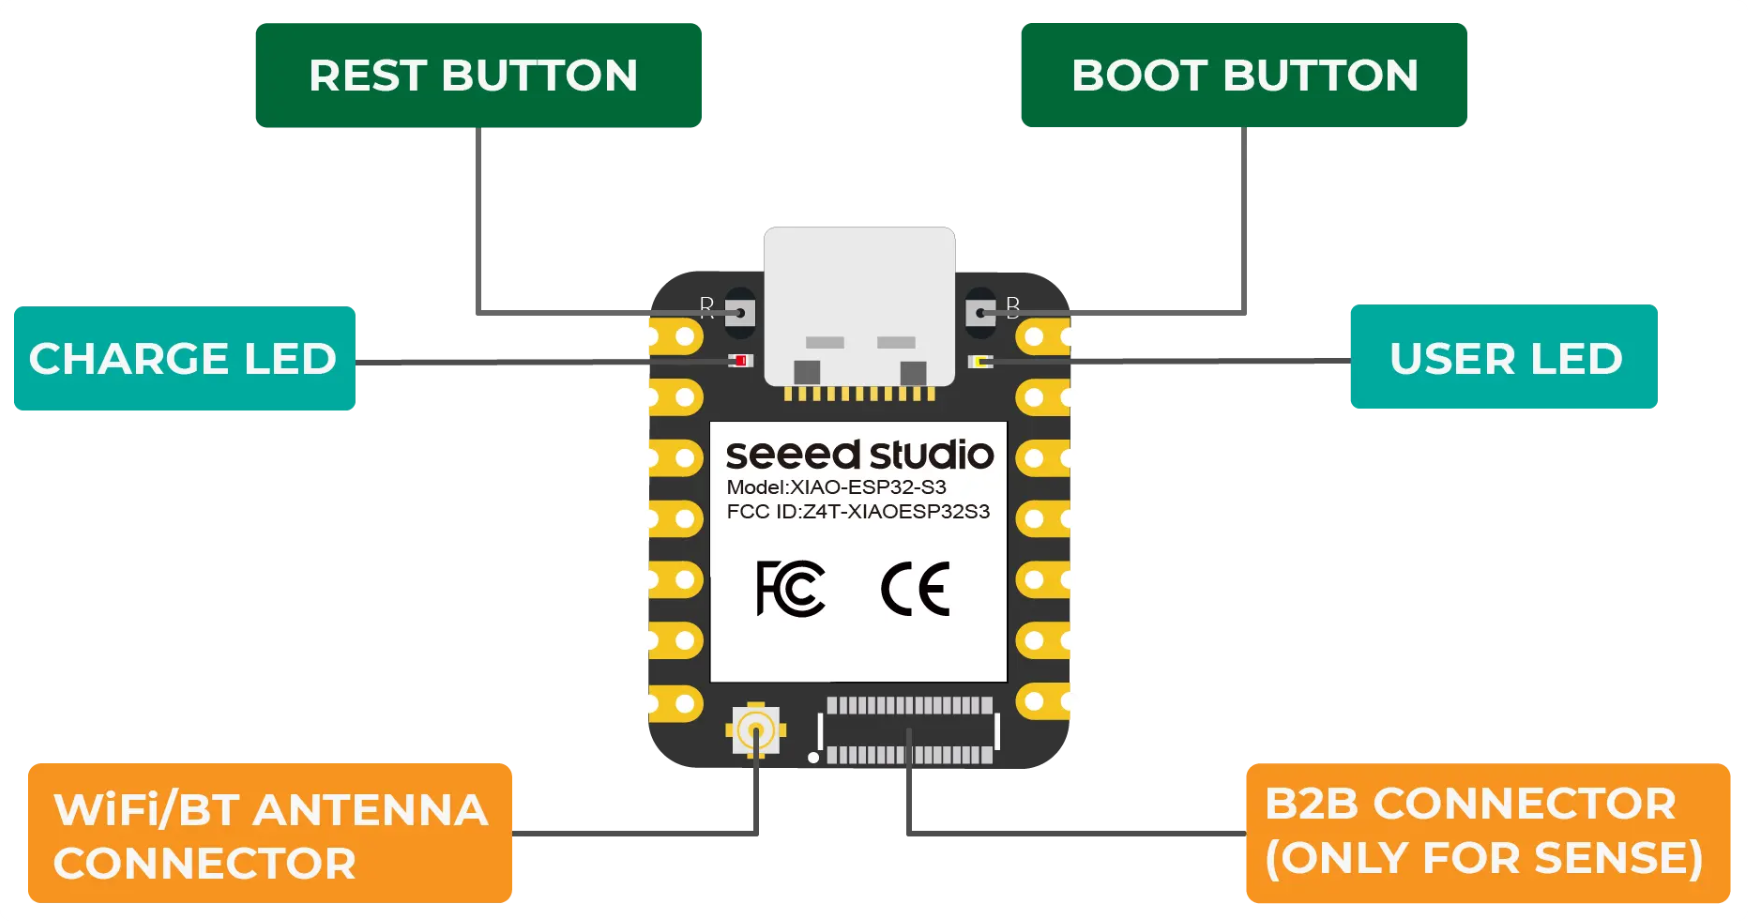 REST BUTTON
BOOT BUTTON
R
B
CHARGE LED
USER LED
seeed studio
Model:XIAO-ESP32-S3
FCC ID:Z4T-XIAOESP32S3
FC CE
WiFi/BT ANTENNA
CONNECTOR
B2B CONNECTOR
(ONLY FOR SENSE)